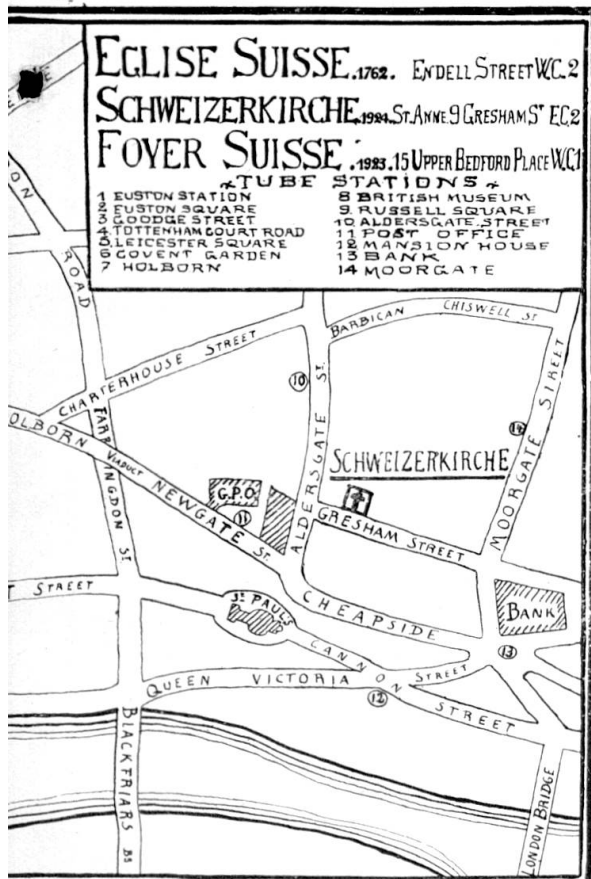 EGLISE SUISSE .1762. ENDELL STREET W.C.2
SCHWEIZERKIRCHE .1924. ST. ANNE 9 GRESHAM ST E.C.2
FOYER SUISSE .1923. 15 UPPER BEDFORD PLACE W.C.1
TUBE STATIONS
1 EUSTON STATION
2 EUSTON SQUARE
3 GOODGE STREET
4 TOTTENHAM COURT ROAD
5 LEICESTER SQUARE
6 COVENT GARDEN
7 HOLBORN
8 BRITISH MUSEUM
9 RUSSELL SQUARE
10 ALDERSGATE STREET
11 POST OFFICE
12 MANSION HOUSE
13 BANK
14 MOORGATE
ROAD
CHARTERHOUSE STREET
BARBICAN
CHISWELL ST
10
ALDERSGATE ST.
14
MOORGATE STREET
SCHWEIZERKIRCHE
OLBORN VIADUCT
FARRINGDON ST
NEWGATE ST.
G.P.O
11
GRESHAM STREET
T STREET
ST PAUL'S
CHEAPSIDE
BANK
13
CANNON STREET
QUEEN VICTORIA STREET
12
BLACKFRIARS BG
LONDON BRIDGE